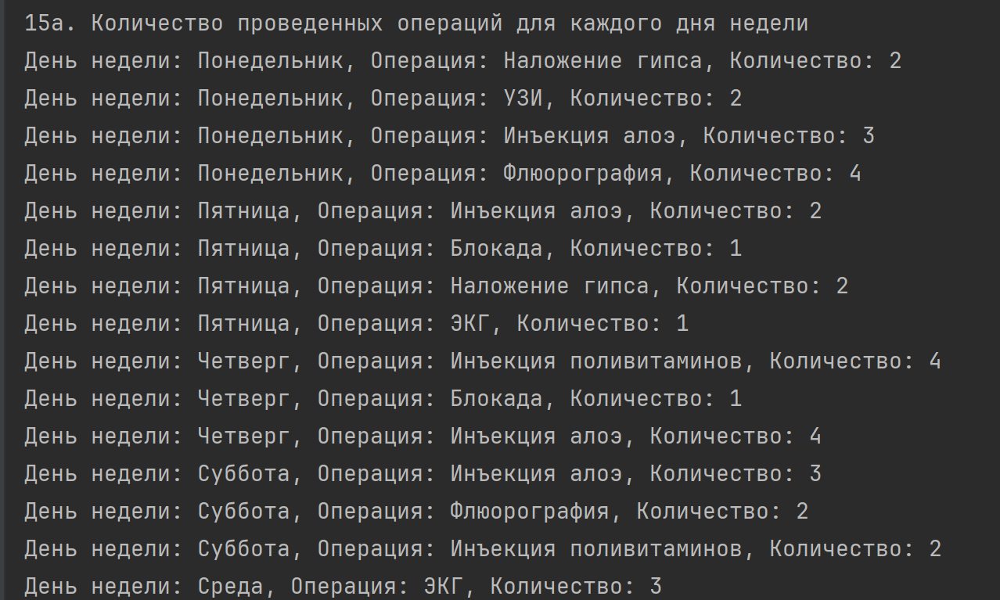 15а. Количество проведенных операций для каждого дня недели
День недели: Понедельник, Операция: Наложение гипса, Количество: 2
День недели: Понедельник, Операция: УЗИ, Количество: 2
День недели: Понедельник, Операция: Инъекция алоэ, Количество: 3
День недели: Понедельник, Операция: Флюорография, Количество: 4
День недели: Пятница, Операция: Инъекция алоэ, Количество: 2
День недели: Пятница, Операция: Блокада, Количество: 1
День недели: Пятница, Операция: Наложение гипса, Количество: 2
День недели: Пятница, Операция: ЭКГ, Количество: 1
День недели: Четверг, Операция: Инъекция поливитаминов, Количество: 4
День недели: Четверг, Операция: Блокада, Количество: 1
День недели: Четверг, Операция: Инъекция алоэ, Количество: 4
День недели: Суббота, Операция: Инъекция алоэ, Количество: 3
День недели: Суббота, Операция: Флюорография, Количество: 2
День недели: Суббота, Операция: Инъекция поливитаминов, Количество: 2
День недели: Среда, Операция: ЭКГ, Количество: 3